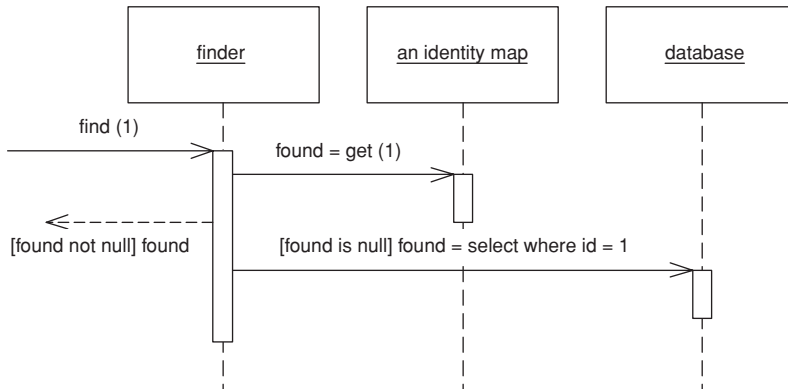 finder
an identity map
database
find (1)
found = get (1)
[found not null] found
[found is null] found = select where id = 1